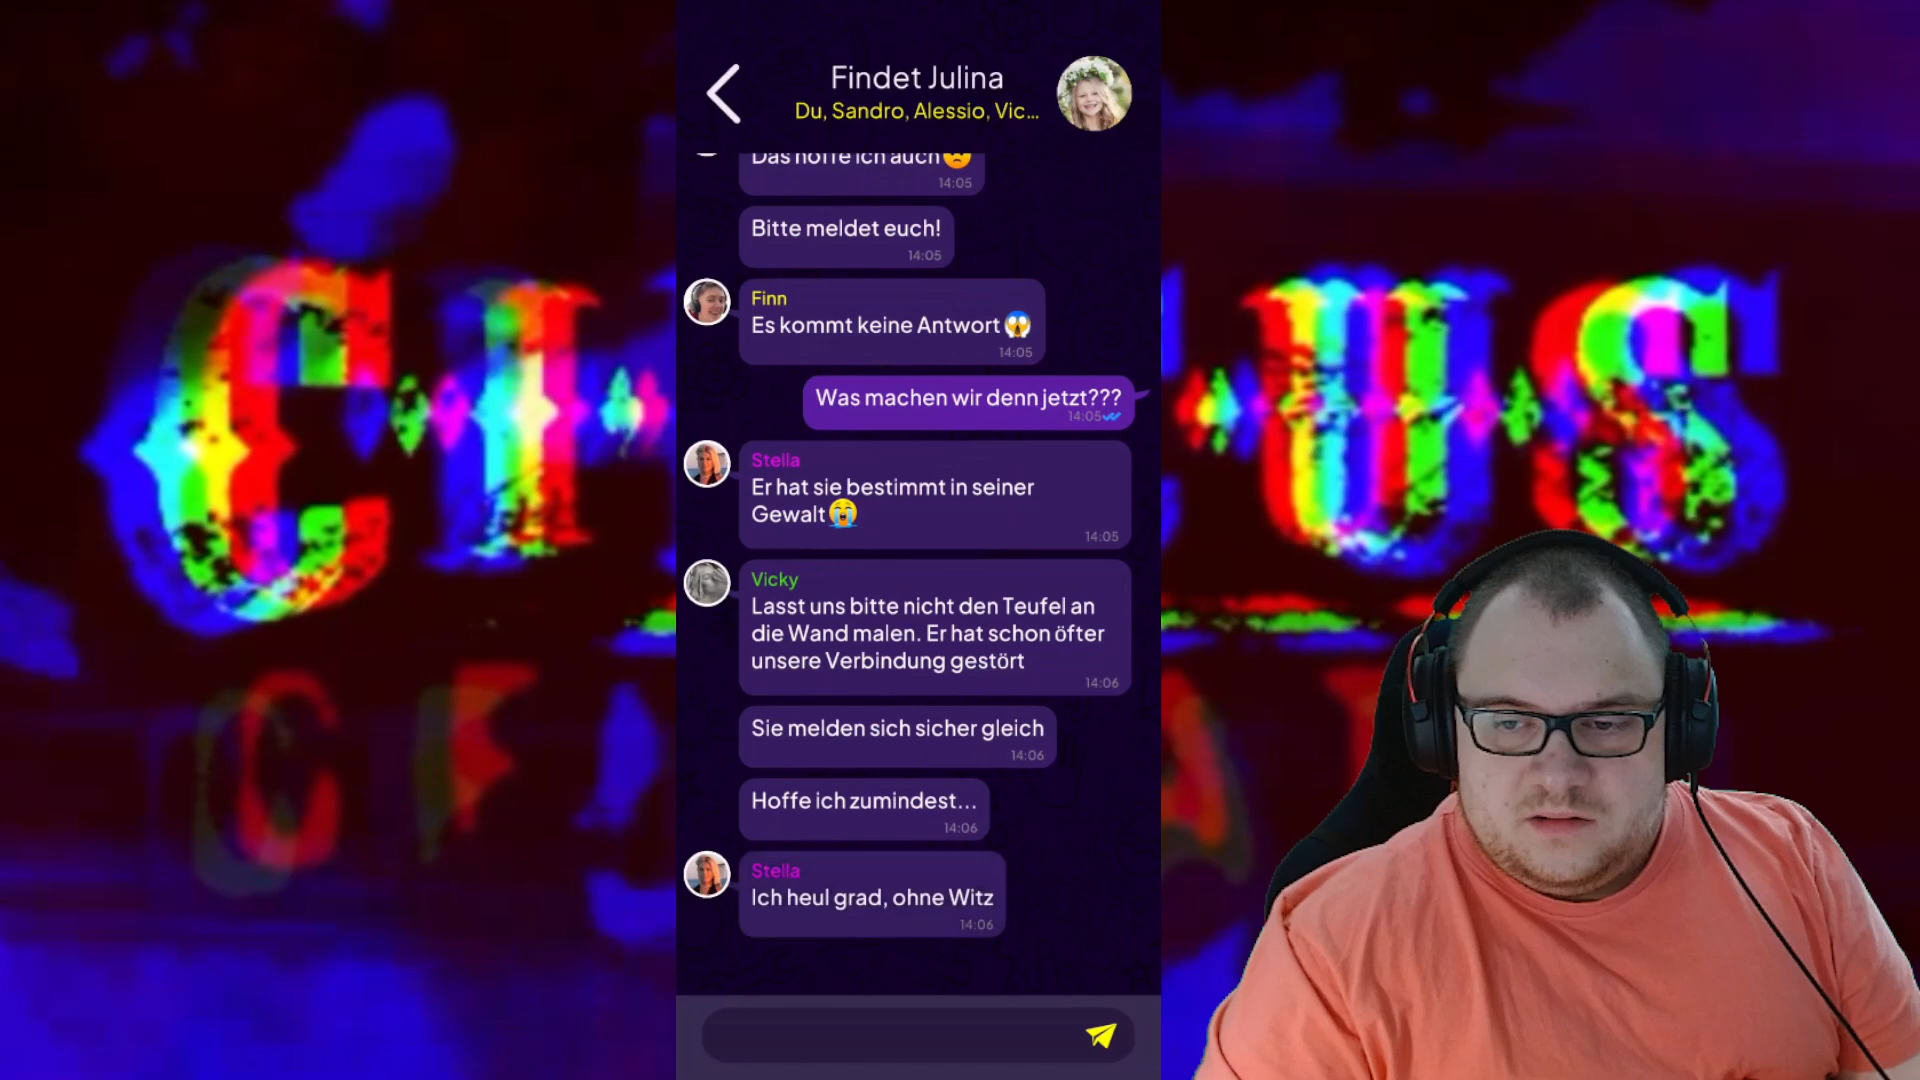 Findet Julina
Du, Sandro, Alessio, Vic...
Das hoffe ich auch😟
14:05
Bitte meldet euch!
14:05
Finn
Es kommt keine Antwort😱
14:05
Was machen wir denn jetzt???
14:05
Stella
Er hat sie bestimmt in seiner
Gewalt😭
14:05
Vicky
Lasst uns bitte nicht den Teufel an
die Wand malen. Er hat schon öfter
unsere Verbindung gestört
14:06
Sie melden sich sicher gleich
14:06
Hoffe ich zumindest...
14:06
Stella
Ich heul grad, ohne Witz
14:06